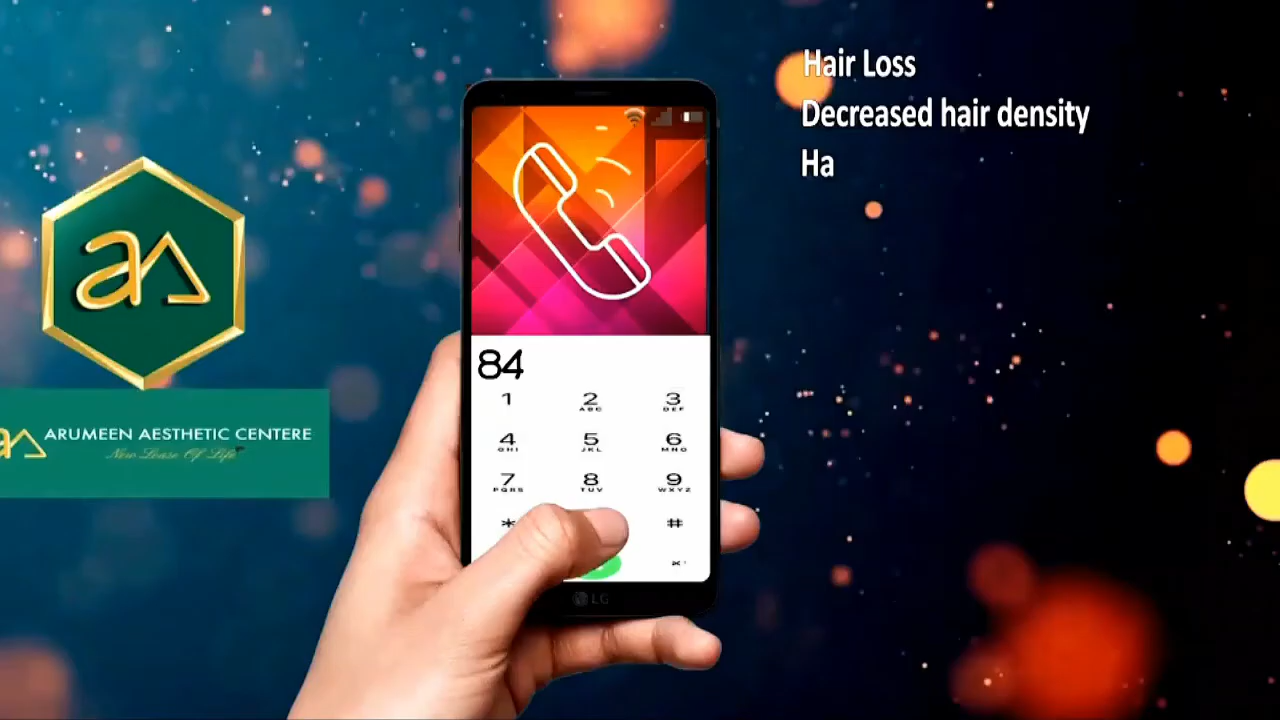 Hair Loss
Decreased hair density
Ha
aA
84
1
2 ABC
3 DEF
4 GHI
5 JKL
6 MNO
7 PQRS
8 TUV
9 WXYZ
*
#
ARUMEEN AESTHETIC CENTERE
New Lease Of Life
LG